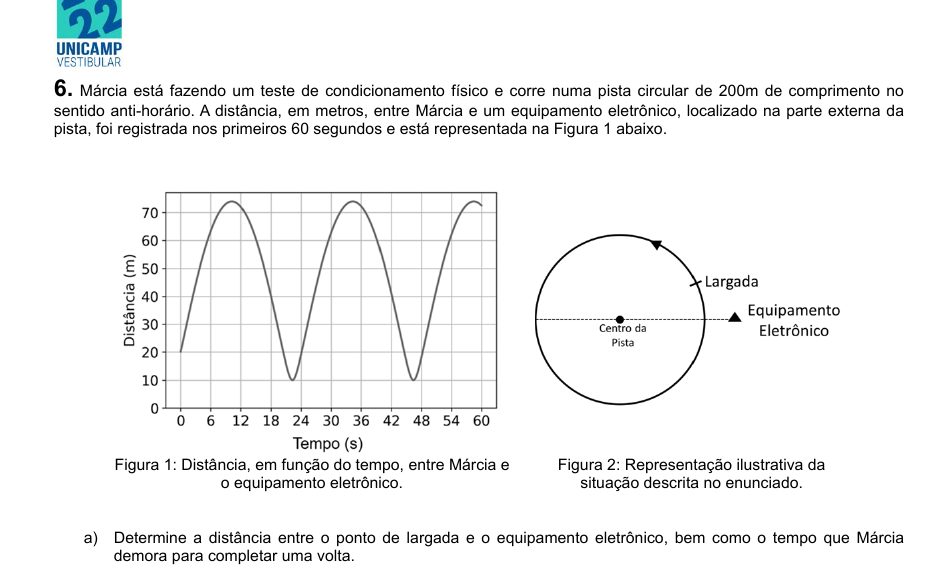 22
UNICAMP
VESTIBULAR
6. Márcia está fazendo um teste de condicionamento físico e corre numa pista circular de 200m de comprimento no
sentido anti-horário. A distância, em metros, entre Márcia e um equipamento eletrônico, localizado na parte externa da
pista, foi registrada nos primeiros 60 segundos e está representada na Figura 1 abaixo.
Distância (m)
70
60
50
40
30
20
10
0
0 6 12 18 24 30 36 42 48 54 60
Tempo (s)
Largada
Equipamento
Eletrônico
Centro da
Pista
Figura 1: Distância, em função do tempo, entre Márcia e
o equipamento eletrônico.
Figura 2: Representação ilustrativa da
situação descrita no enunciado.
a) Determine a distância entre o ponto de largada e o equipamento eletrônico, bem como o tempo que Márcia
demora para completar uma volta.